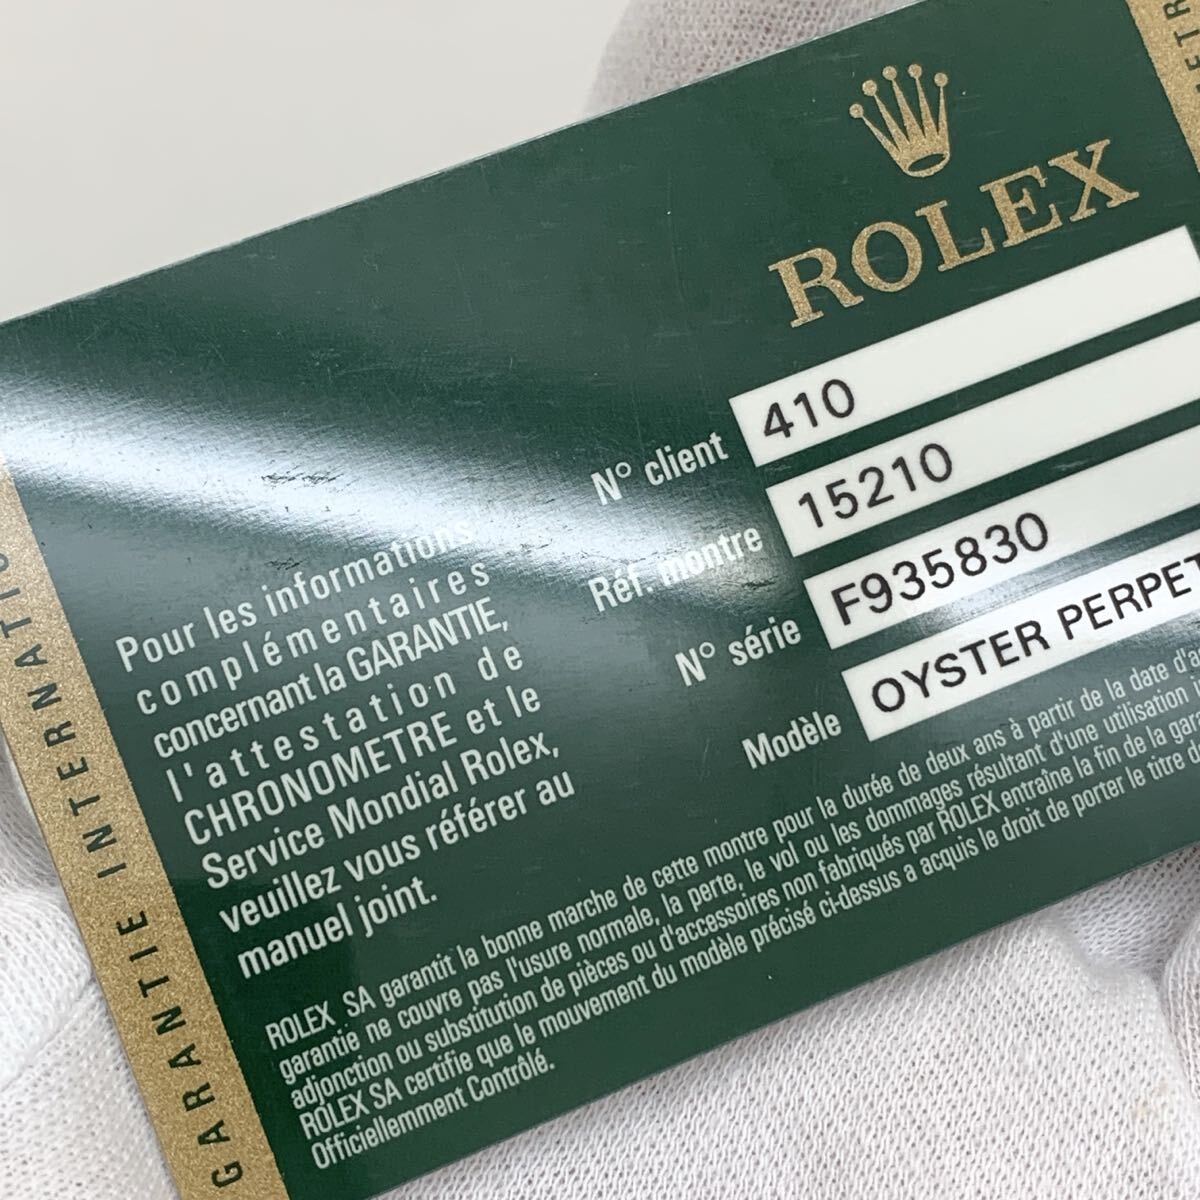 ROLEX
N° client 410
Réf. montre 15210
N° série F935830
Modèle OYSTER
Pour les informations
complémentaires
concernant la GARANTIE,
l'attestation de
CHRONOMETRE et le
Service Mondial Rolex,
veuillez vous référer au
manuel joint.
ROLEX SA garantit la bonne marche de cette montre pour la durée de deux ans à partir de la date
garantie ne couvre pas l'usure normale, la perte, le vol ou les dommages résultant d'une utilisation
adjonction ou substitution de pièces ou d'accessoires non fabriqués par ROLEX entraîne la fin de la
ROLEX SA certifie que le mouvement du modèle précisé ci-dessus a acquis le droit de porter le titre
Officiellemment Contrôlé.
GARANTIE